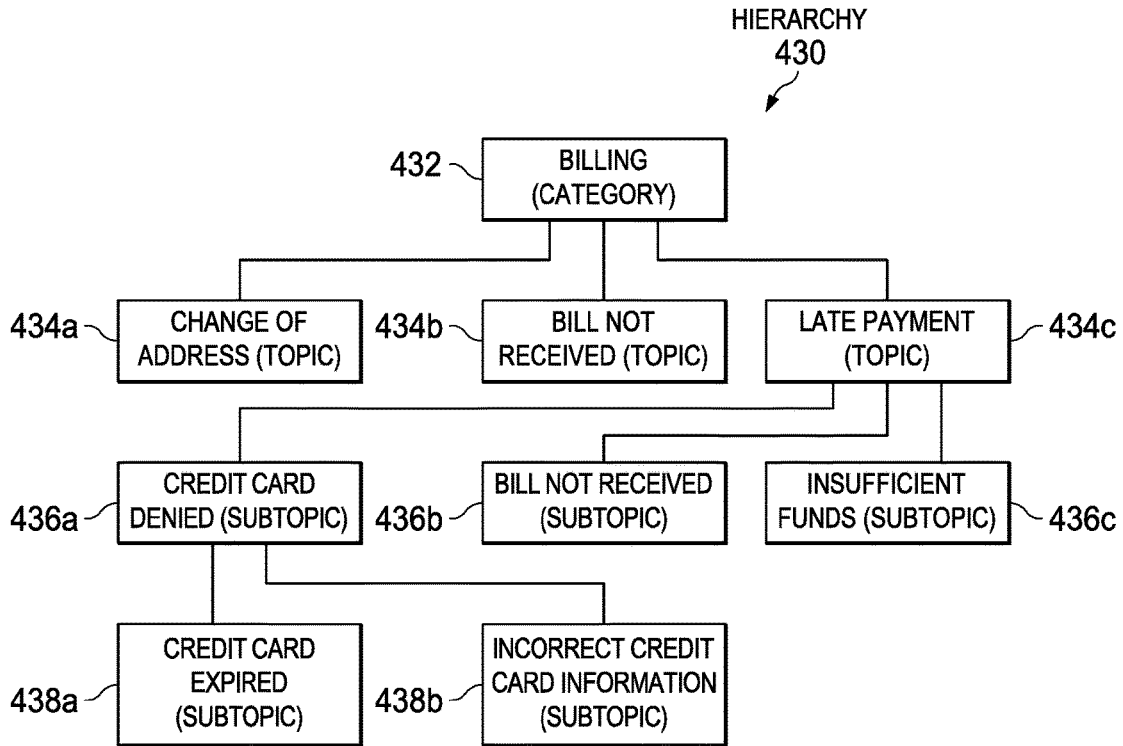 HIERARCHY
430
432
BILLING
(CATEGORY)
434a
CHANGE OF
ADDRESS (TOPIC)
434b
BILL NOT
RECEIVED (TOPIC)
LATE PAYMENT
(TOPIC)
434c
436a
CREDIT CARD
DENIED (SUBTOPIC)
436b
BILL NOT RECEIVED
(SUBTOPIC)
INSUFFICIENT
FUNDS (SUBTOPIC)
436c
438a
CREDIT CARD
EXPIRED
(SUBTOPIC)
438b
INCORRECT CREDIT
CARD INFORMATION
(SUBTOPIC)